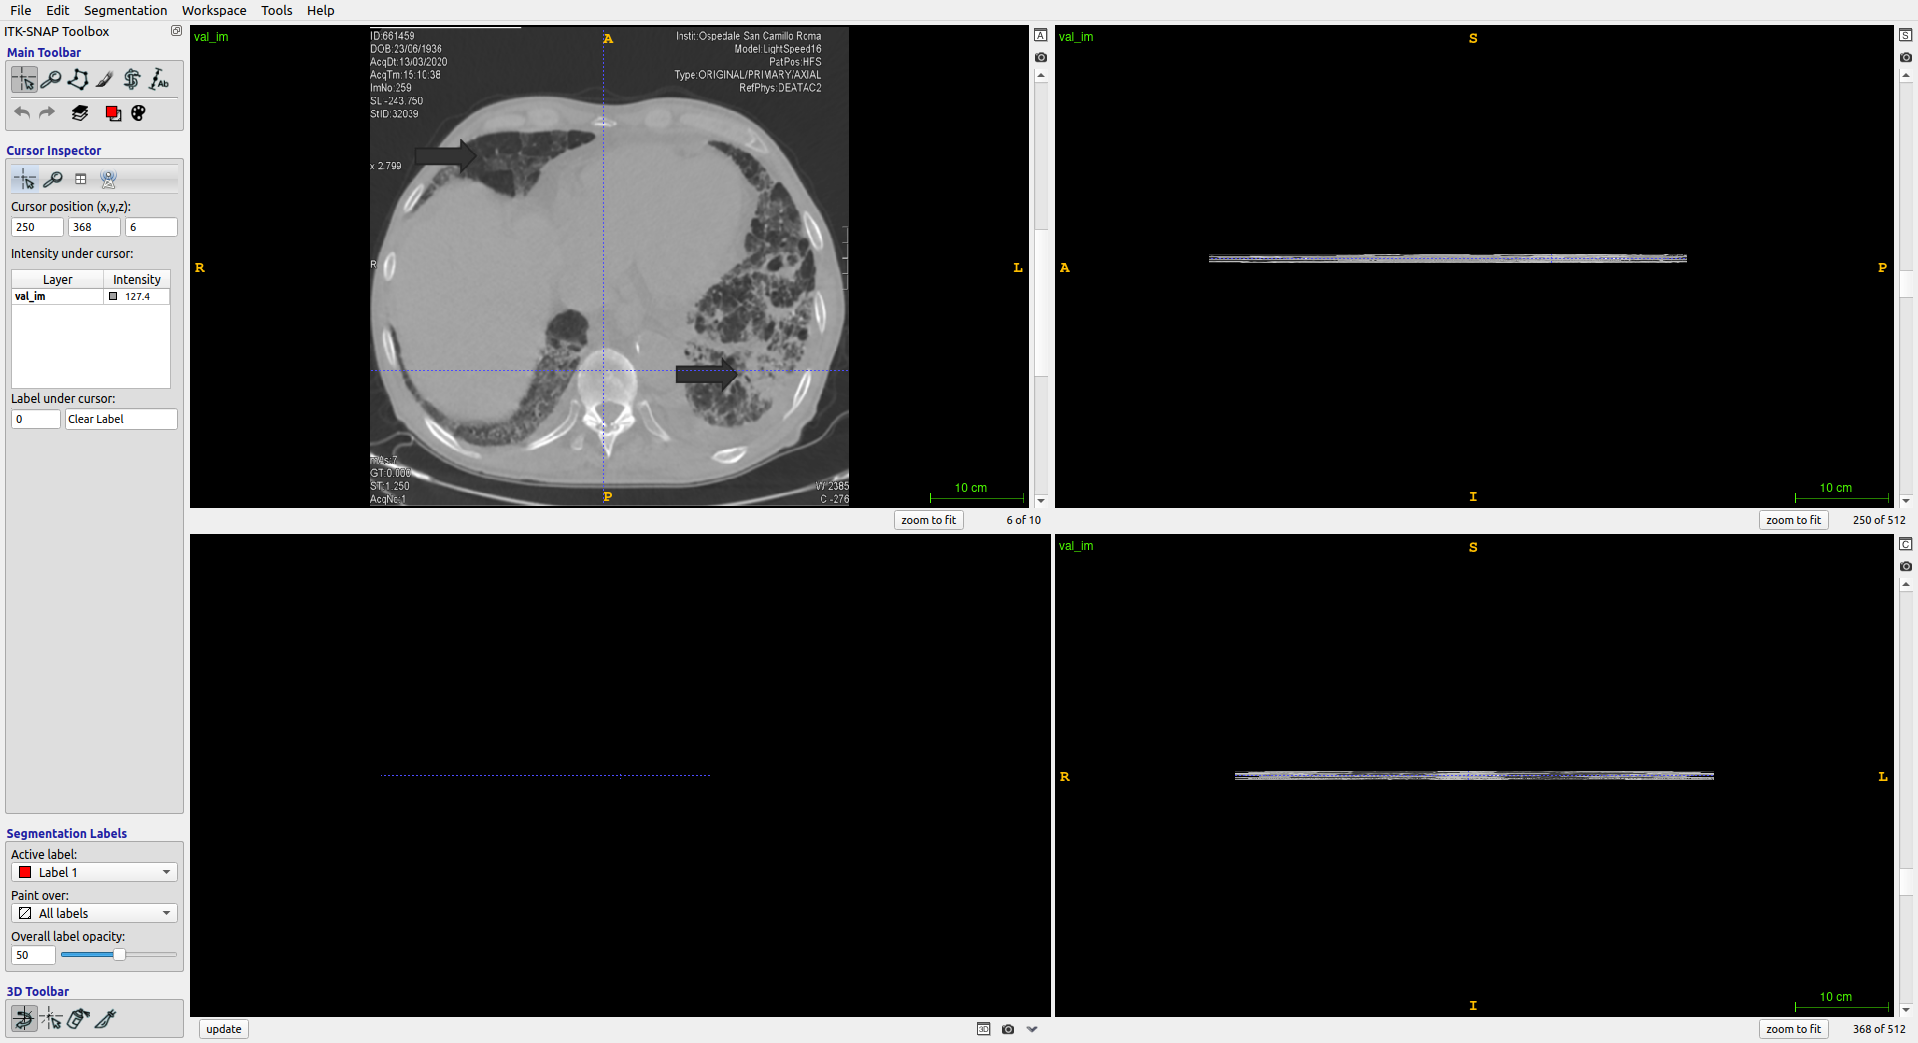 File Edit Segmentation Workspace Tools Help
ITK-SNAP Toolbox
Main Toolbar
Cursor Inspector
Cursor position (x,y,z):
250 368 6
Intensity under cursor:
Layer Intensity
val_im 127.4
Label under cursor:
0 Clear Label
Segmentation Labels
Active label:
Label 1
Paint over:
All labels
Overall label opacity:
50
3D Toolbar
val_im
ID:661459
DOB:23/06/1936
AcqDt:13/03/2020
AcqTm:15:10:38
ImNo:259
SL -243.750
StID:32039
x 2.799
A
Instit:Ospedale San Camillo Roma
Model:LightSpeed16
PatPos:HFS
Type:ORIGINAL/PRIMARY/AXIAL
RefPhys:DEATAC2
R
R
L
mAs:7
GT:0.000
ST:1.250
AcqNo:1
P
W 2385
C -276
10 cm
zoom to fit 6 of 10
A
val_im
S
A
P
I
10 cm
zoom to fit 250 of 512
S
update
3D
val_im
S
R
L
I
10 cm
zoom to fit 368 of 512
C